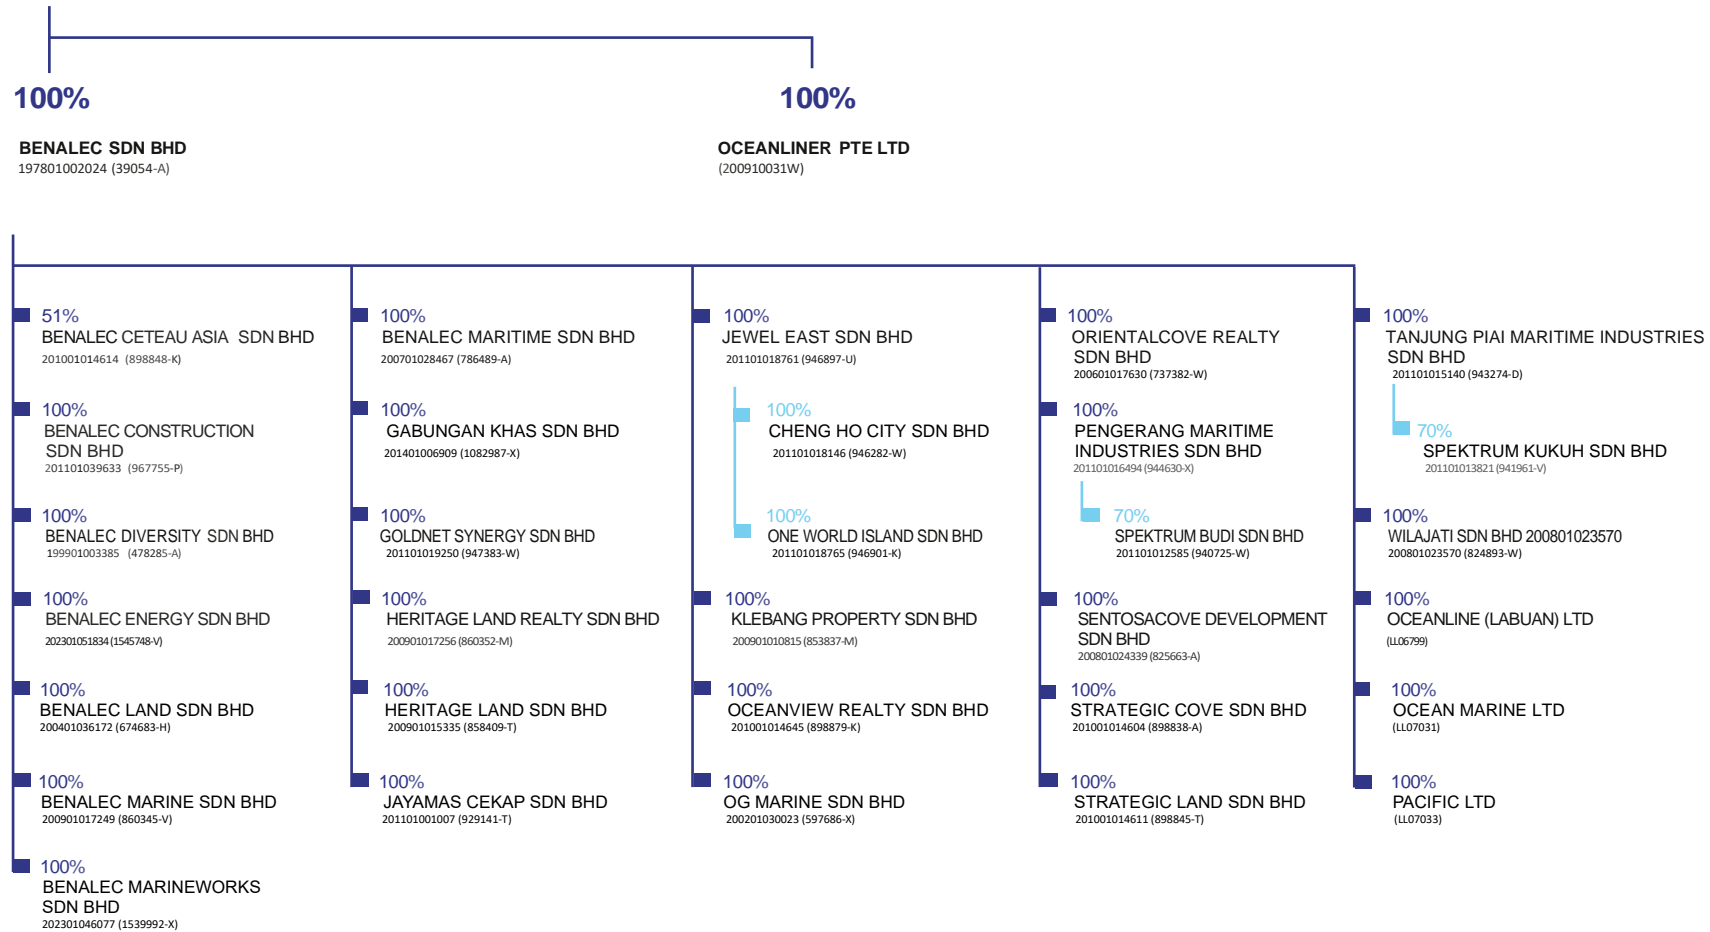 100%
BENALEC SDN BHD
197801002024 (39054-A)
100%
OCEANLINER PTE LTD
(200910031W)
51%
BENALEC CETEAU ASIA SDN BHD
201001014614 (898848-K)
100%
BENALEC CONSTRUCTION
SDN BHD
201101039633 (967755-P)
100%
BENALEC DIVERSITY SDN BHD
199901003385 (478285-A)
100%
BENALEC ENERGY SDN BHD
202301051834 (1545748-V)
100%
BENALEC LAND SDN BHD
200401036172 (674683-H)
100%
BENALEC MARINE SDN BHD
200901017249 (860345-V)
100%
BENALEC MARINEWORKS
SDN BHD
202301046077 (1539992-X)
100%
BENALEC MARITIME SDN BHD
200701028467 (786489-A)
100%
GABUNGAN KHAS SDN BHD
201401006909 (1082987-X)
100%
GOLDNET SYNERGY SDN BHD
201101019250 (947383-W)
100%
HERITAGE LAND REALTY SDN BHD
200901017256 (860352-M)
100%
HERITAGE LAND SDN BHD
200901015335 (858409-T)
100%
JAYAMAS CEKAP SDN BHD
201101001007 (929141-T)
100%
JEWEL EAST SDN BHD
201101018761 (946897-U)
100%
CHENG HO CITY SDN BHD
201101018146 (946282-W)
100%
ONE WORLD ISLAND SDN BHD
201101018765 (946901-K)
100%
KLEBANG PROPERTY SDN BHD
200901010815 (853837-M)
100%
OCEANVIEW REALTY SDN BHD
201001014645 (898879-K)
100%
OG MARINE SDN BHD
200201030023 (597686-X)
100%
ORIENTALCOVE REALTY
SDN BHD
200601017630 (737382-W)
100%
PENGERANG MARITIME
INDUSTRIES SDN BHD
201101016494 (944630-X)
70%
SPEKTRUM BUDI SDN BHD
201101012585 (940725-W)
100%
SENTOSACOVE DEVELOPMENT
SDN BHD
200801024339 (825663-A)
100%
STRATEGIC COVE SDN BHD
201001014604 (898838-A)
100%
STRATEGIC LAND SDN BHD
201001014611 (898845-T)
100%
TANJUNG PIAI MARITIME INDUSTRIES
SDN BHD
201101015140 (943274-D)
70%
SPEKTRUM KUKUH SDN BHD
201101013821 (941961-V)
100%
WILAJATI SDN BHD 200801023570
200801023570 (824893-W)
100%
OCEANLINE (LABUAN) LTD
(LL06799)
100%
OCEAN MARINE LTD
(LL07031)
100%
PACIFIC LTD
(LL07033)